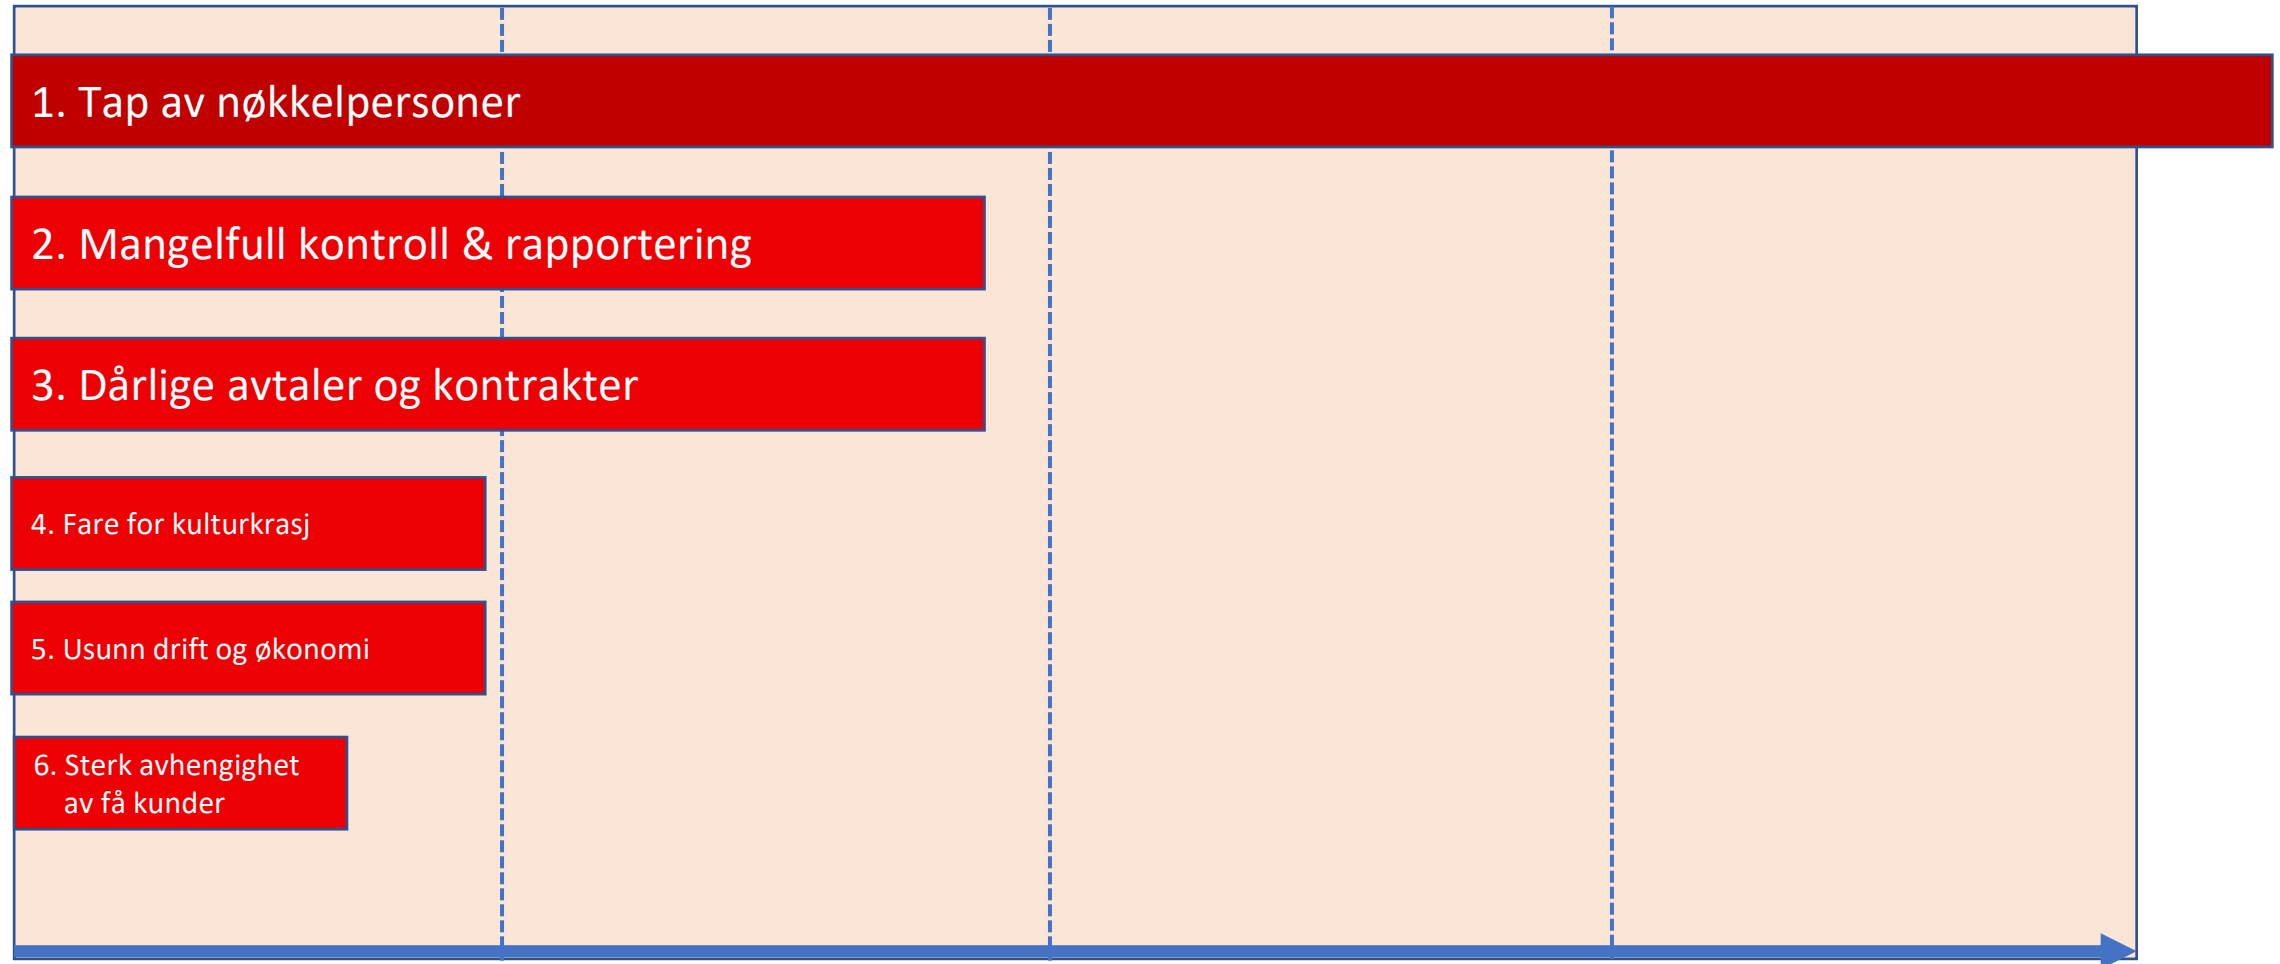 1. Tap av nøkkelpersoner
2. Mangelfull kontroll & rapportering
3. Dårlige avtaler og kontrakter
4. Fare for kulturkrasj
5. Usunn drift og økonomi
6. Sterk avhengighet
av få kunder